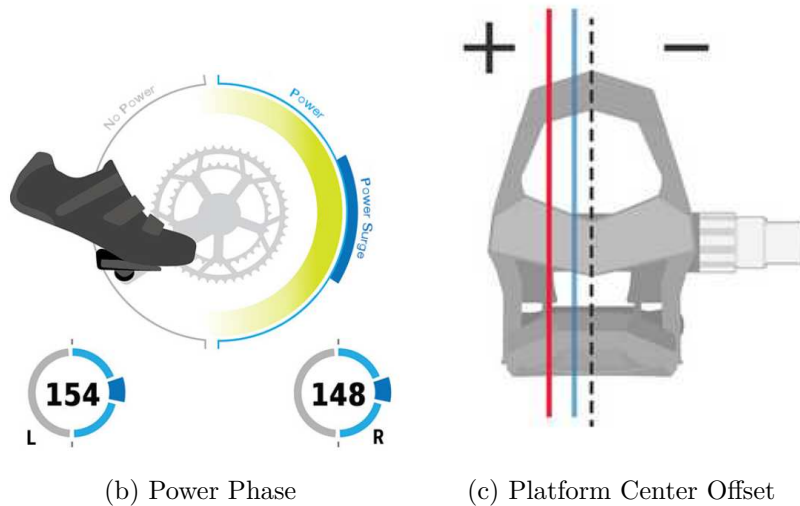 + −
No Power
Power
Power Surge
154
148
L
R
(b) Power Phase
(c) Platform Center Offset